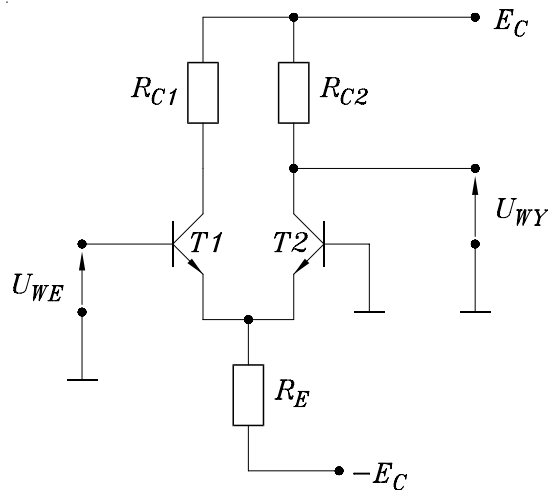 E_C
R_C1
R_C2
T1
T2
U_WY
U_WE
R_E
-E_C